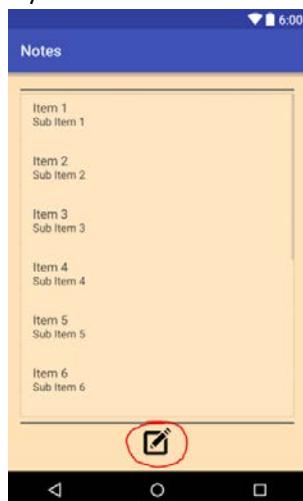 6:00
Notes
Item 1
Sub Item 1
Item 2
Sub Item 2
Item 3
Sub Item 3
Item 4
Sub Item 4
Item 5
Sub Item 5
Item 6
Sub Item 6